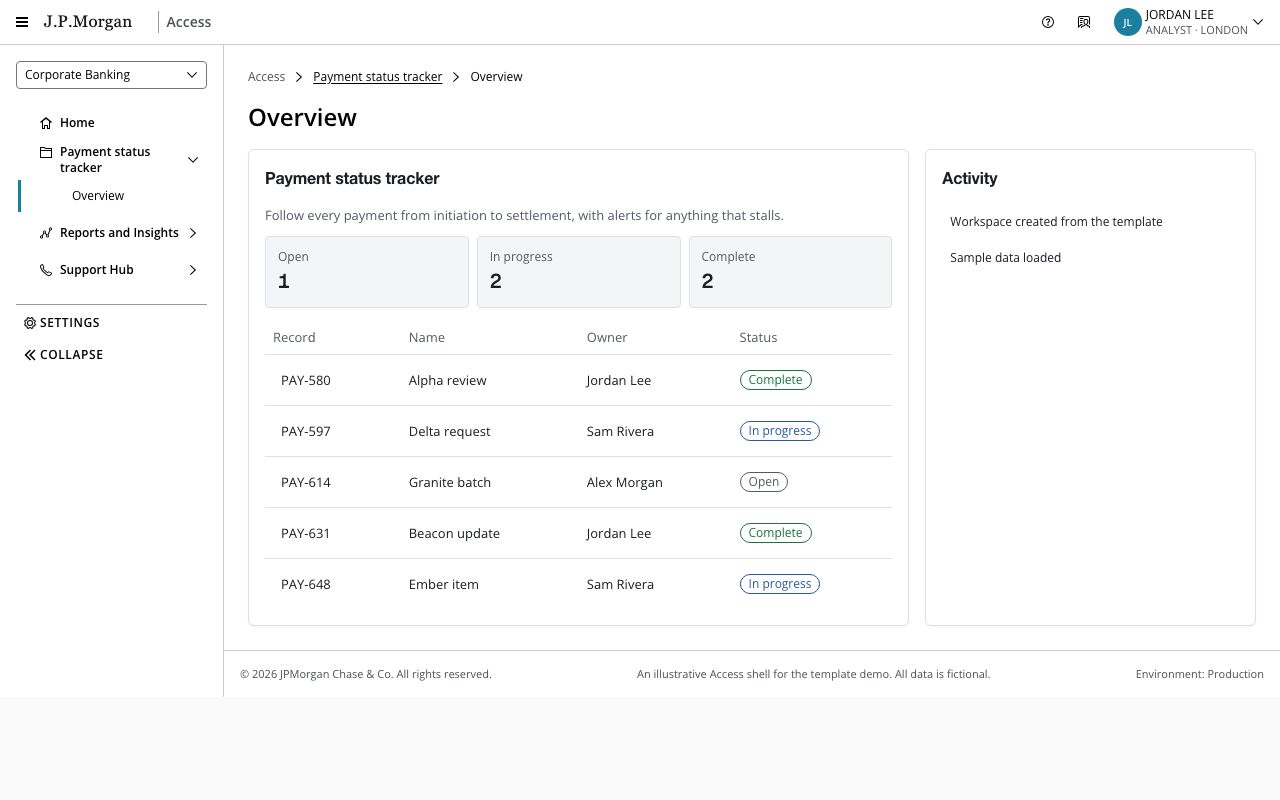 J.P.Morgan
Access
JL
JORDAN LEE
ANALYST · LONDON
Corporate Banking
Home
Payment status
tracker
Overview
Reports and Insights
Support Hub
SETTINGS
COLLAPSE
Access
Payment status tracker
Overview
Overview
Payment status tracker
Follow every payment from initiation to settlement, with alerts for anything that stalls.
Open
1
In progress
2
Complete
2
Record Name Owner Status
PAY-580 Alpha review Jordan Lee Complete
PAY-597 Delta request Sam Rivera In progress
PAY-614 Granite batch Alex Morgan Open
PAY-631 Beacon update Jordan Lee Complete
PAY-648 Ember item Sam Rivera In progress
Activity
Workspace created from the template
Sample data loaded
© 2026 JPMorgan Chase & Co. All rights reserved.
An illustrative Access shell for the template demo. All data is fictional.
Environment: Production